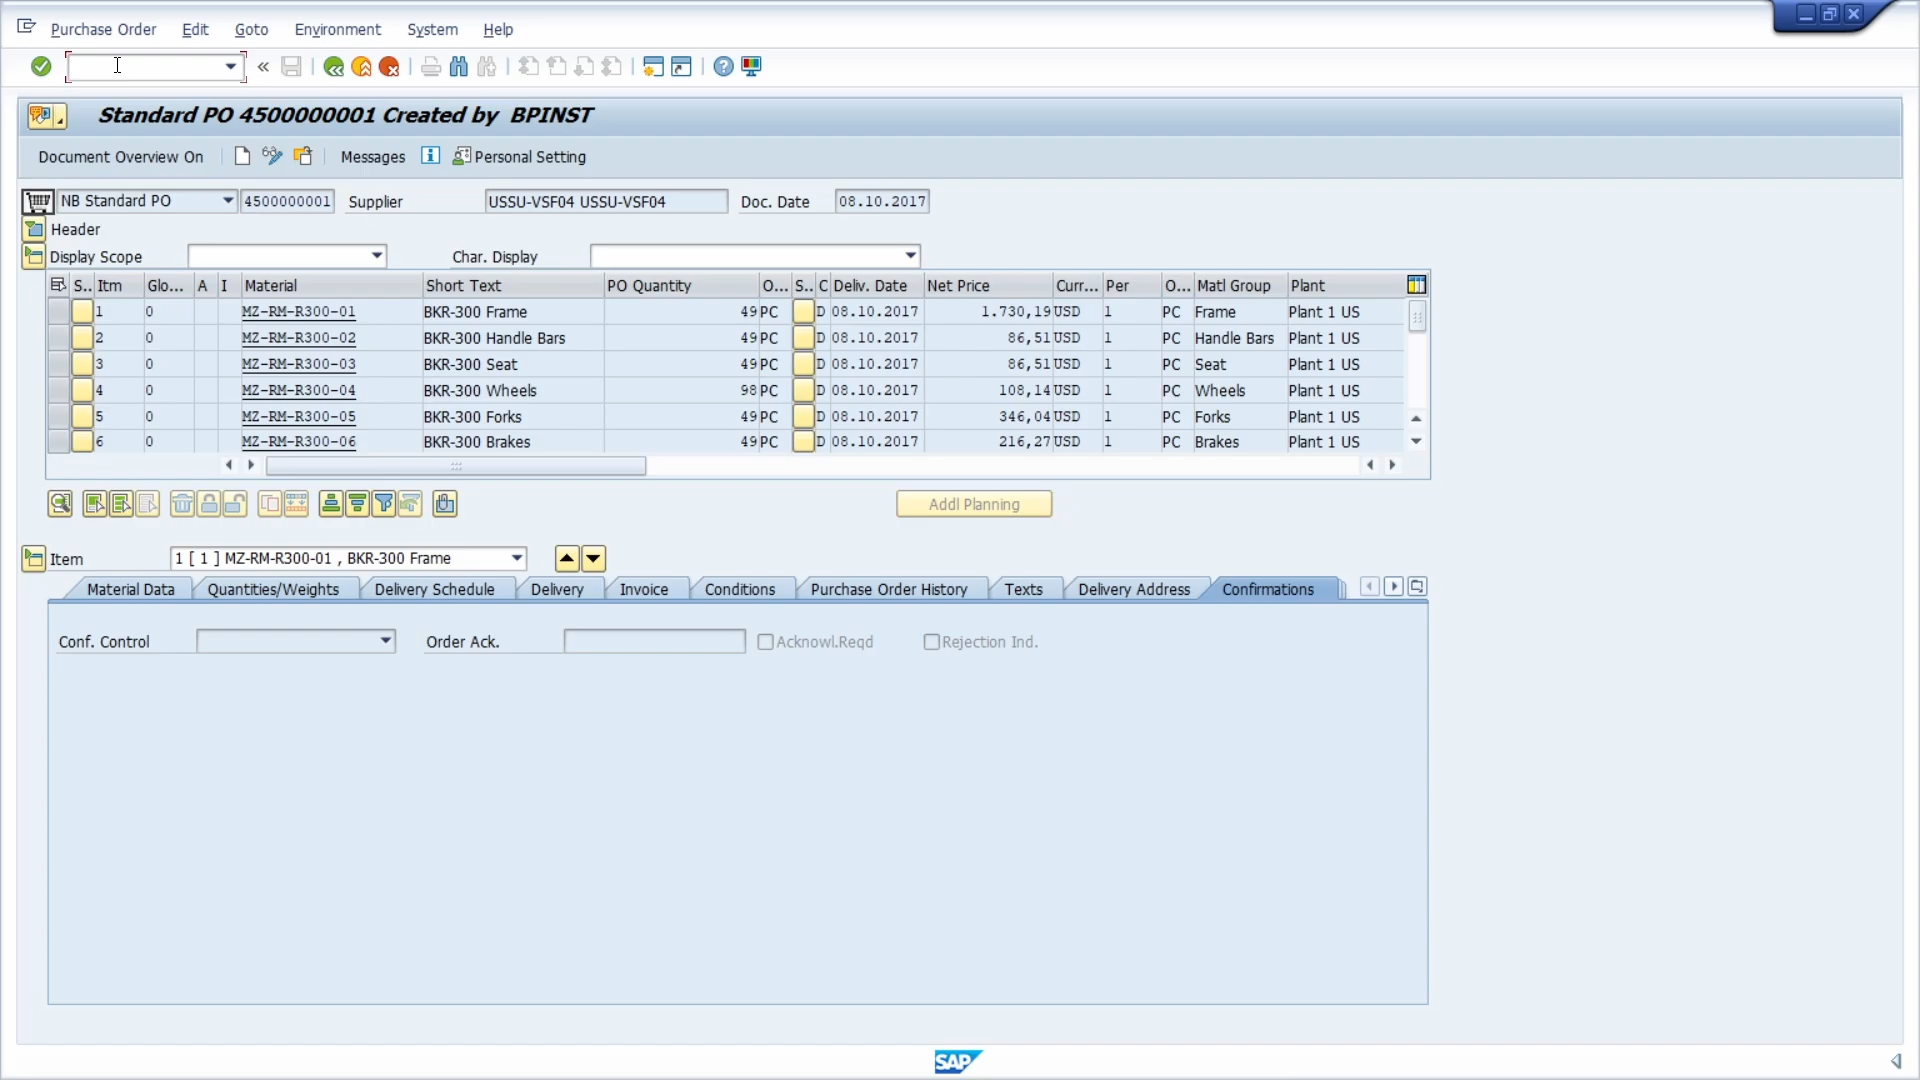 Purchase Order Edit Goto Environment System Help
Standard PO 4500000001 Created by BPINST
Document Overview On Messages Personal Setting
NB Standard PO 4500000001 Supplier USSU-VSF04 USSU-VSF04 Doc. Date 08.10.2017
Header
Display Scope Char. Display
S.. Itm Glo... A I Material Short Text PO Quantity O... S.. C Deliv. Date Net Price Curr... Per O... Matl Group Plant
1 0 MZ-RM-R300-01 BKR-300 Frame 49 PC D 08.10.2017 1.730,19 USD 1 PC Frame Plant 1 US
2 0 MZ-RM-R300-02 BKR-300 Handle Bars 49 PC D 08.10.2017 86,51 USD 1 PC Handle Bars Plant 1 US
3 0 MZ-RM-R300-03 BKR-300 Seat 49 PC D 08.10.2017 86,51 USD 1 PC Seat Plant 1 US
4 0 MZ-RM-R300-04 BKR-300 Wheels 98 PC D 08.10.2017 108,14 USD 1 PC Wheels Plant 1 US
5 0 MZ-RM-R300-05 BKR-300 Forks 49 PC D 08.10.2017 346,04 USD 1 PC Forks Plant 1 US
6 0 MZ-RM-R300-06 BKR-300 Brakes 49 PC D 08.10.2017 216,27 USD 1 PC Brakes Plant 1 US
Addl Planning
Item 1 [ 1 ] MZ-RM-R300-01 , BKR-300 Frame
Material Data Quantities/Weights Delivery Schedule Delivery Invoice Conditions Purchase Order History Texts Delivery Address Confirmations
Conf. Control Order Ack. Acknowl.Reqd Rejection Ind.
SAP